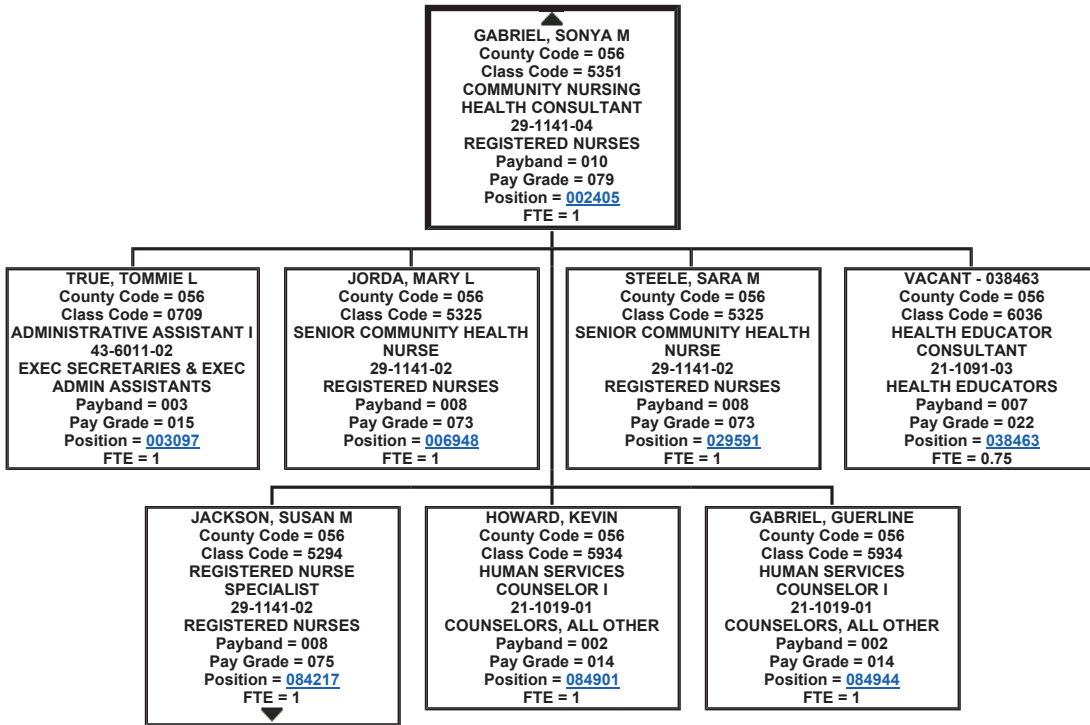 GABRIEL, SONYA M
County Code = 056
Class Code = 5351
COMMUNITY NURSING
HEALTH CONSULTANT
29-1141-04
REGISTERED NURSES
Payband = 010
Pay Grade = 079
Position = 002405
FTE = 1
TRUE, TOMMIE L
County Code = 056
Class Code = 0709
ADMINISTRATIVE ASSISTANT I
43-6011-02
EXEC SECRETARIES & EXEC
ADMIN ASSISTANTS
Payband = 003
Pay Grade = 015
Position = 003097
FTE = 1
JORDA, MARY L
County Code = 056
Class Code = 5325
SENIOR COMMUNITY HEALTH
NURSE
29-1141-02
REGISTERED NURSES
Payband = 008
Pay Grade = 073
Position = 006948
FTE = 1
STEELE, SARA M
County Code = 056
Class Code = 5325
SENIOR COMMUNITY HEALTH
NURSE
29-1141-02
REGISTERED NURSES
Payband = 008
Pay Grade = 073
Position = 029591
FTE = 1
VACANT - 038463
County Code = 056
Class Code = 6036
HEALTH EDUCATOR
CONSULTANT
21-1091-03
HEALTH EDUCATORS
Payband = 007
Pay Grade = 022
Position = 038463
FTE = 0.75
JACKSON, SUSAN M
County Code = 056
Class Code = 5294
REGISTERED NURSE
SPECIALIST
29-1141-02
REGISTERED NURSES
Payband = 008
Pay Grade = 075
Position = 084217
FTE = 1
HOWARD, KEVIN
County Code = 056
Class Code = 5934
HUMAN SERVICES
COUNSELOR I
21-1019-01
COUNSELORS, ALL OTHER
Payband = 002
Pay Grade = 014
Position = 084901
FTE = 1
GABRIEL, GUERLINE
County Code = 056
Class Code = 5934
HUMAN SERVICES
COUNSELOR I
21-1019-01
COUNSELORS, ALL OTHER
Payband = 002
Pay Grade = 014
Position = 084944
FTE = 1